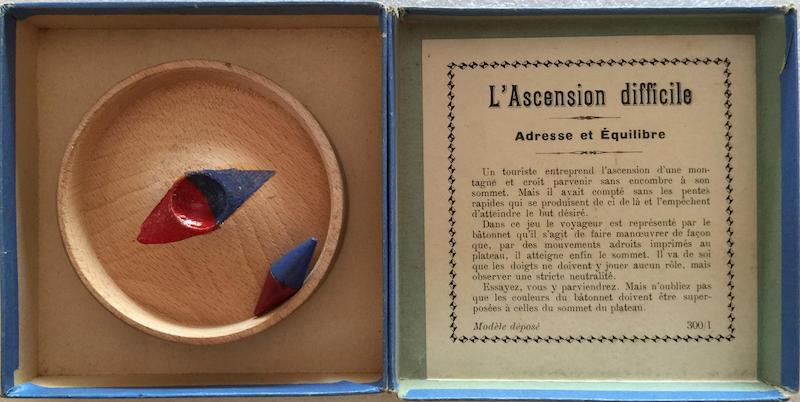 L'Ascension difficile
Adresse et Équilibre
Un touriste entreprend l'ascension d'une mon-
tagne et croit parvenir sans encombre à son
sommet. Mais il avait compté sans les pentes
rapides qui se produisent de ci de là et l'empêchent
d'atteindre le but désiré.
Dans ce jeu le voyageur est représenté par le
bâtonnet qu'il s'agit de faire manœuvrer de façon
que, par des mouvements adroits imprimés au
plateau, il atteigne enfin le sommet. Il va de soi
que les doigts ne doivent y jouer aucun rôle, mais
observer une stricte neutralité.
Essayez, vous y parviendrez. Mais n'oubliez pas
que les couleurs du bâtonnet doivent être super-
posées à celles du sommet du plateau.
Modèle déposé 300/1